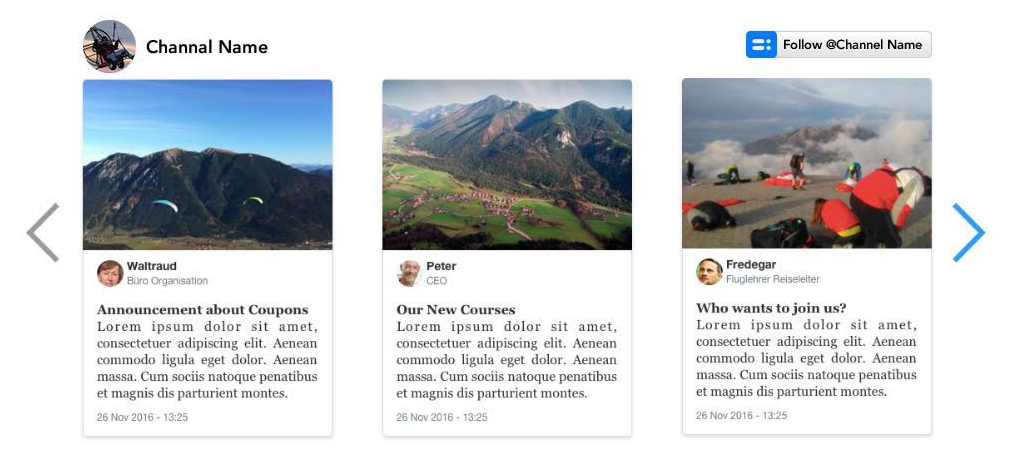 Channal Name
Follow @Channel Name
Waltraud
Büro Organisation
Announcement about Coupons
Lorem ipsum dolor sit amet,
consectetuer adipiscing elit. Aenean
commodo ligula eget dolor. Aenean
massa. Cum sociis natoque penatibus
et magnis dis parturient montes.
26 Nov 2016 - 13:25
Peter
CEO
Our New Courses
Lorem ipsum dolor sit amet,
consectetuer adipiscing elit. Aenean
commodo ligula eget dolor. Aenean
massa. Cum sociis natoque penatibus
et magnis dis parturient montes.
26 Nov 2016 - 13:25
Fredegar
Fluglehrer Reiseleiter
Who wants to join us?
Lorem ipsum dolor sit amet,
consectetuer adipiscing elit. Aenean
commodo ligula eget dolor. Aenean
massa. Cum sociis natoque penatibus
et magnis dis parturient montes.
26 Nov 2016 - 13:25